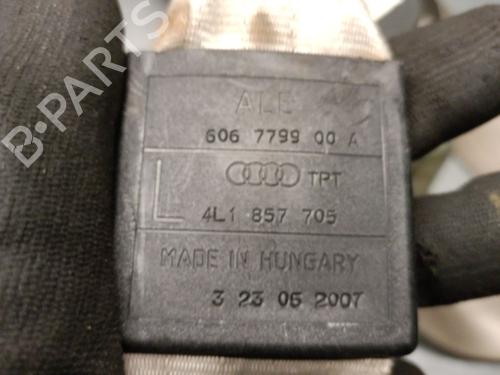 ALE
606 7799 00 A
TPT
L
4L1 857 705
MADE IN HUNGARY
3 23 06 2007
B-PARTS